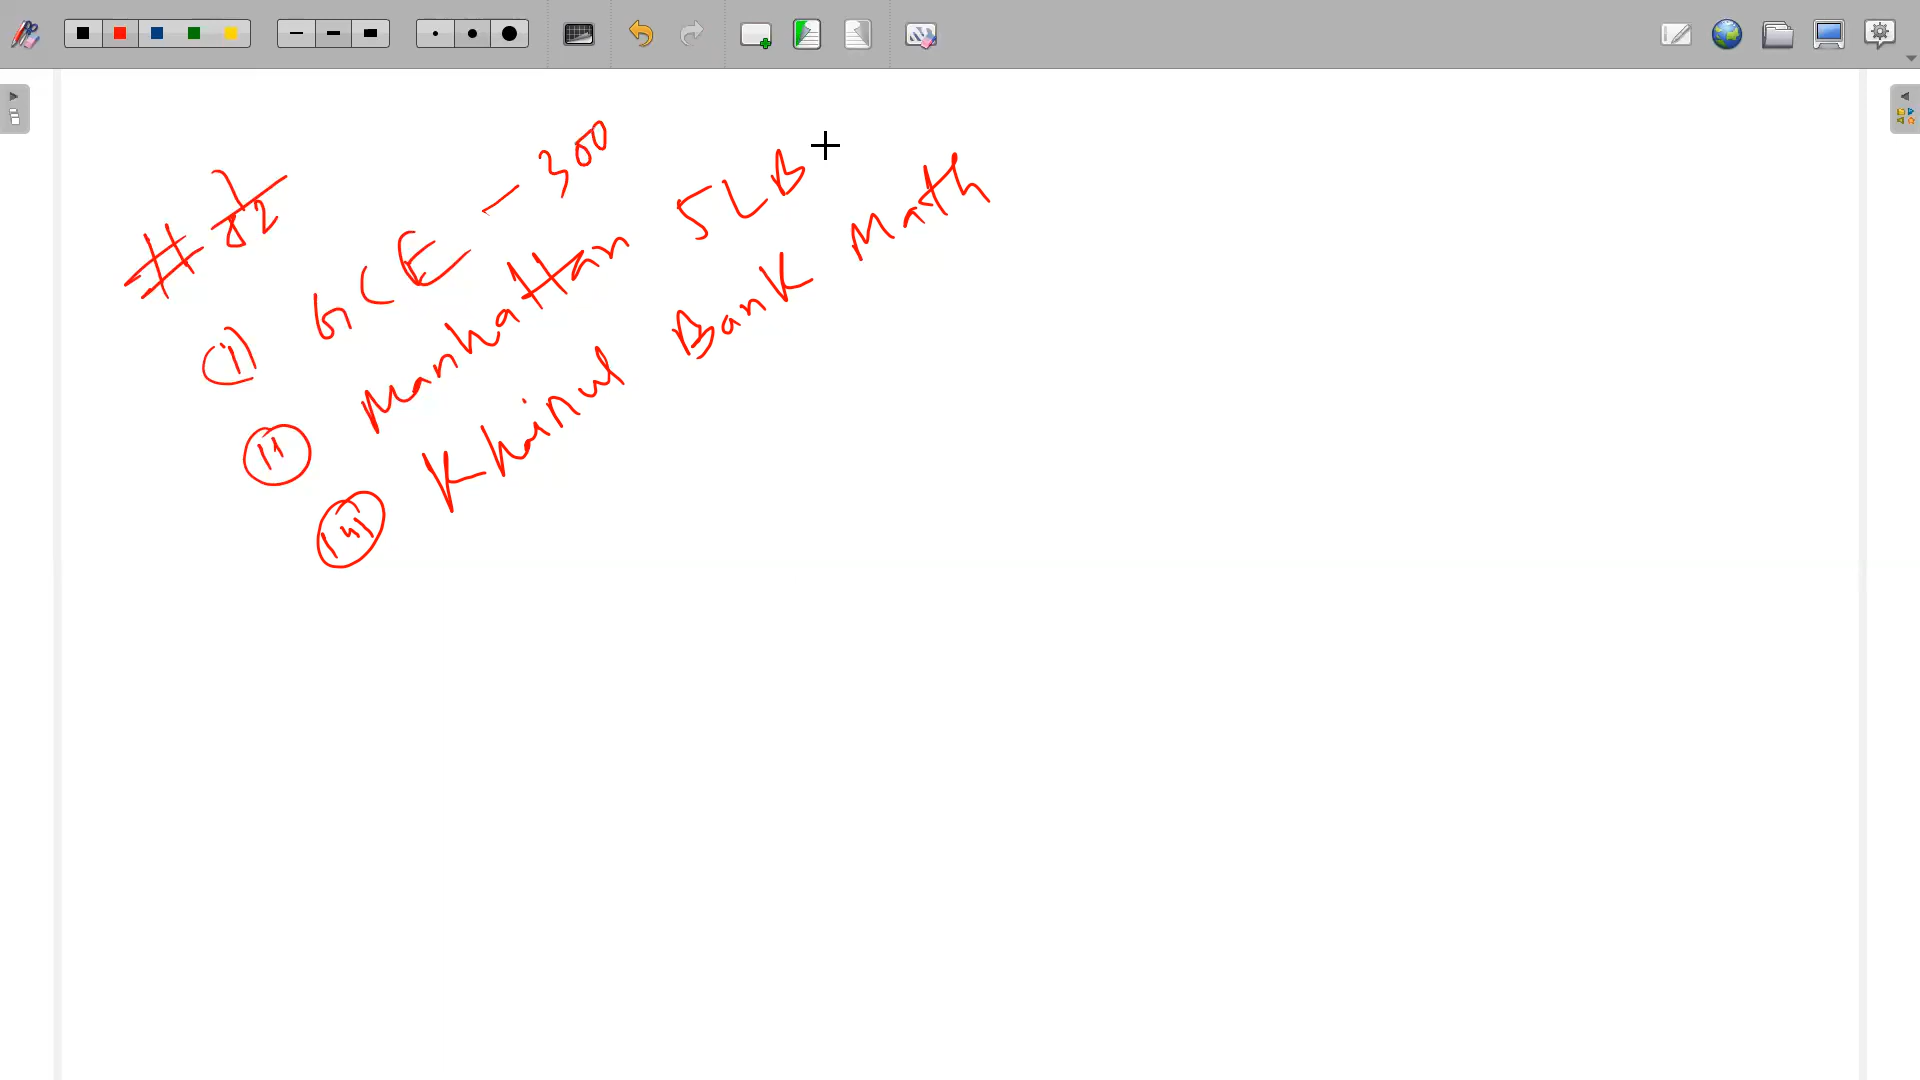 (i) GCE - 300
(ii) Manhattan 5LB
(iii) Khairul Bank Math